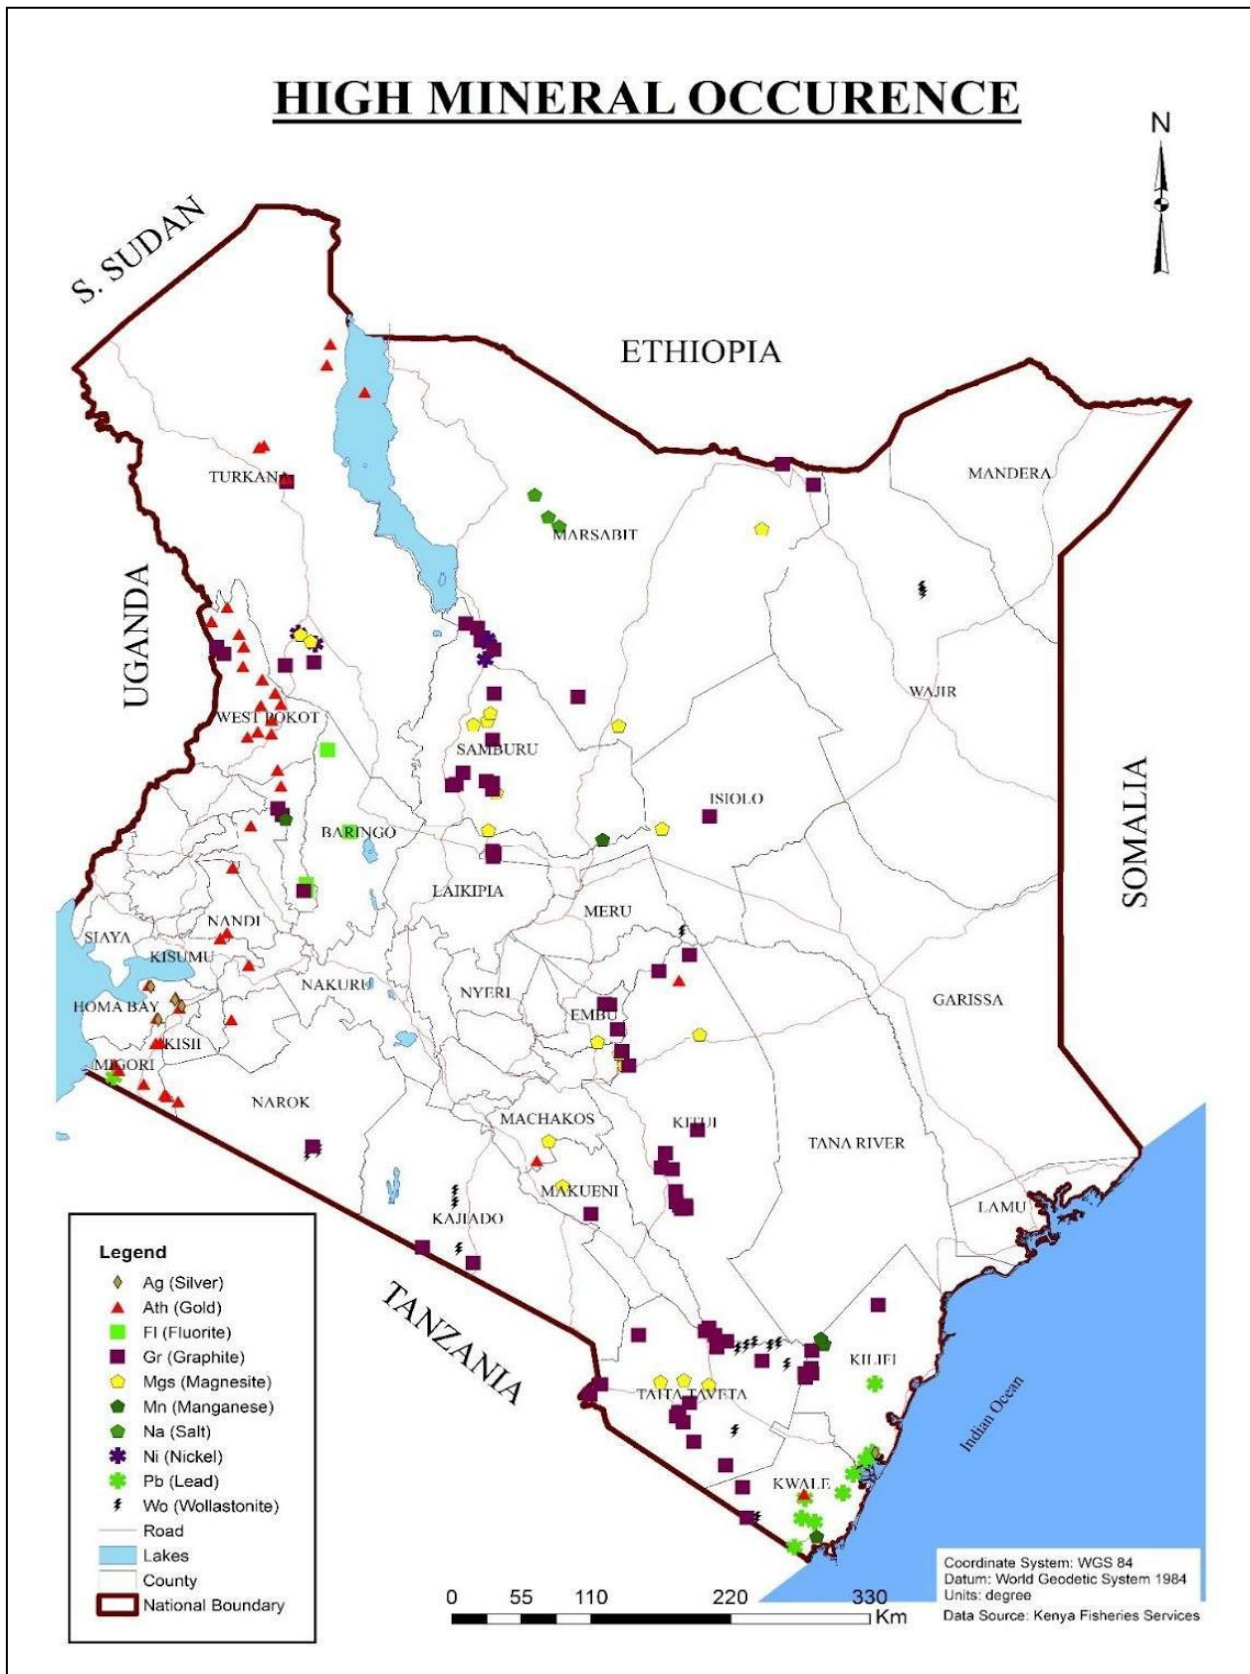 HIGH MINERAL OCCURENCE
N
S. SUDAN
ETHIOPIA
UGANDA
SOMALIA
TANZANIA
Indian Ocean
TURKANA
MANDERA
MARSABIT
WAJIR
WEST POKOT
SAMBURU
ISIOLO
BARINGO
LAIKIPIA
MERU
NANDI
SIAYA
KISUMU
NAKURU
NYERI
GARISSA
HOMA BAY
EMBU
KISII
MIGORI
NAROK
MACHAKOS
KITUI
TANA RIVER
MAKUENI
LAMU
KAJIADO
KILIFI
TAITA TAVETA
KWALE
Legend
Ag (Silver)
Ath (Gold)
Fl (Fluorite)
Gr (Graphite)
Mgs (Magnesite)
Mn (Manganese)
Na (Salt)
Ni (Nickel)
Pb (Lead)
Wo (Wollastonite)
Road
Lakes
County
National Boundary
0 55 110 220 330
Km
Coordinate System: WGS 84
Datum: World Geodetic System 1984
Units: degree
Data Source: Kenya Fisheries Services